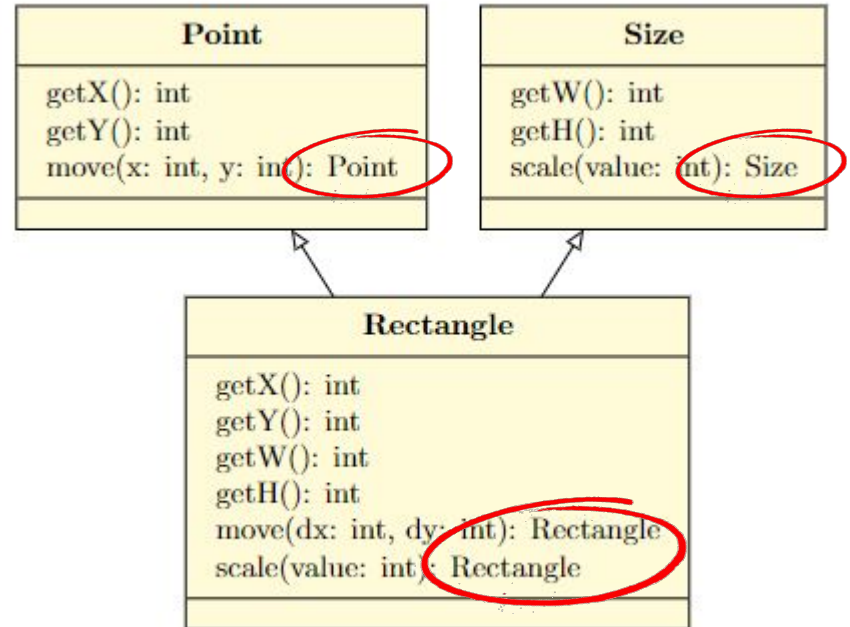 Point
getX(): int
getY(): int
move(x: int, y: int): Point
Size
getW(): int
getH(): int
scale(value: int): Size
Rectangle
getX(): int
getY(): int
getW(): int
getH(): int
move(dx: int, dy: int): Rectangle
scale(value: int): Rectangle